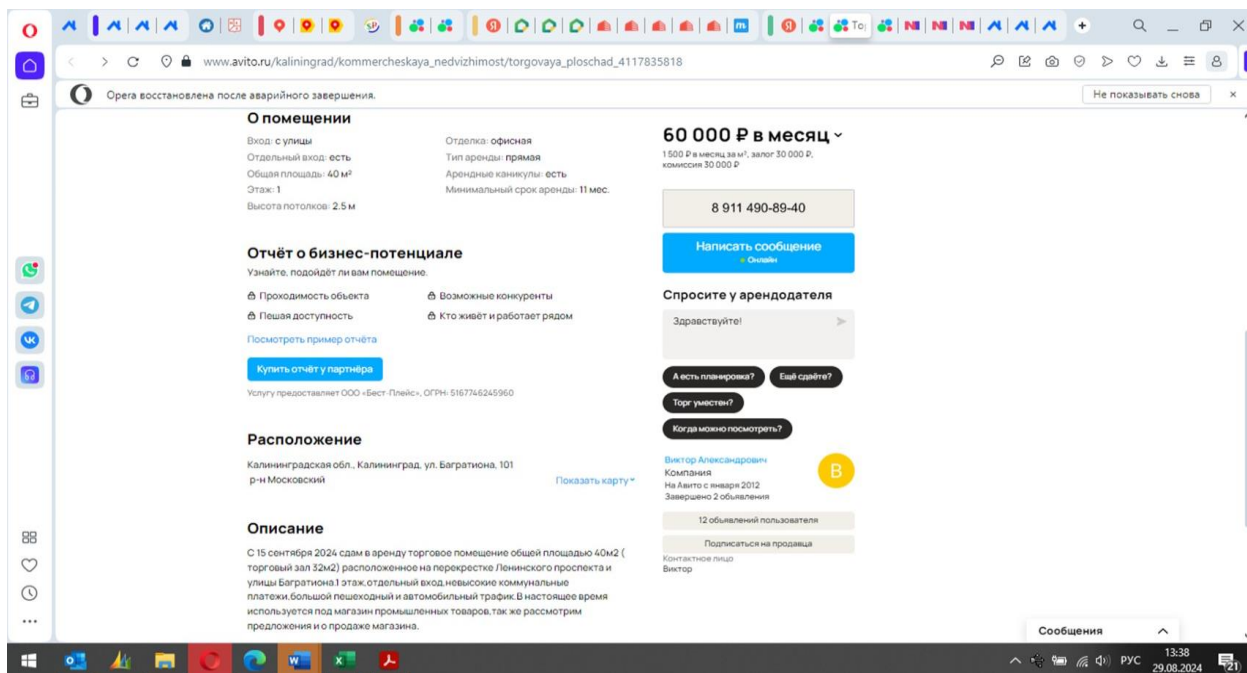 www.avito.ru/kaliningrad/kommercheskaya_nedvizhimost/torgovaya_ploschad_4117835818
Opera восстановлена после аварийного завершения.
Не показывать снова
О помещении
Вход: с улицы
Отдельный вход: есть
Общая площадь: 40 м²
Этаж: 1
Высота потолков: 2.5 м
Отделка: офисная
Тип аренды: прямая
Арендные каникулы: есть
Минимальный срок аренды: 11 мес.
Отчёт о бизнес-потенциале
Узнайте, подойдёт ли вам помещение.
Проходимость объекта
Возможные конкуренты
Пешая доступность
Кто живёт и работает рядом
Посмотреть пример отчёта
Купить отчёт у партнёра
Услугу предоставляет ООО «Бест-Плейс», ОГРН: 5167746245960
Расположение
Калининградская обл., Калининград, ул. Багратиона, 101
р-н Московский
Показать карту
Описание
С 15 сентября 2024 сдам в аренду торговое помещение общей площадью 40м2 (
торговый зал 32м2) расположенное на перекрестке Ленинского проспекта и
улицы Багратиона.1 этаж,отдельный вход,невысокие коммунальные
платежи,большой пешеходный и автомобильный трафик.В настоящее время
используется под магазин промышленных товаров,так же рассмотрим
предложения и о продаже магазина.
60 000 ₽ в месяц
1 500 ₽ в месяц за м², залог 30 000 ₽,
комиссия 30 000 ₽
8 911 490-89-40
Написать сообщение
Онлайн
Спросите у арендодателя
Здравствуйте!
А есть планировка?
Ещё сдаёте?
Торг уместен?
Когда можно посмотреть?
Виктор Александрович
Компания
На Авито с января 2012
Завершено 2 объявления
В
12 объявлений пользователя
Подписаться на продавца
Контактное лицо
Виктор
Сообщения
РУС
13:38
29.08.2024
21